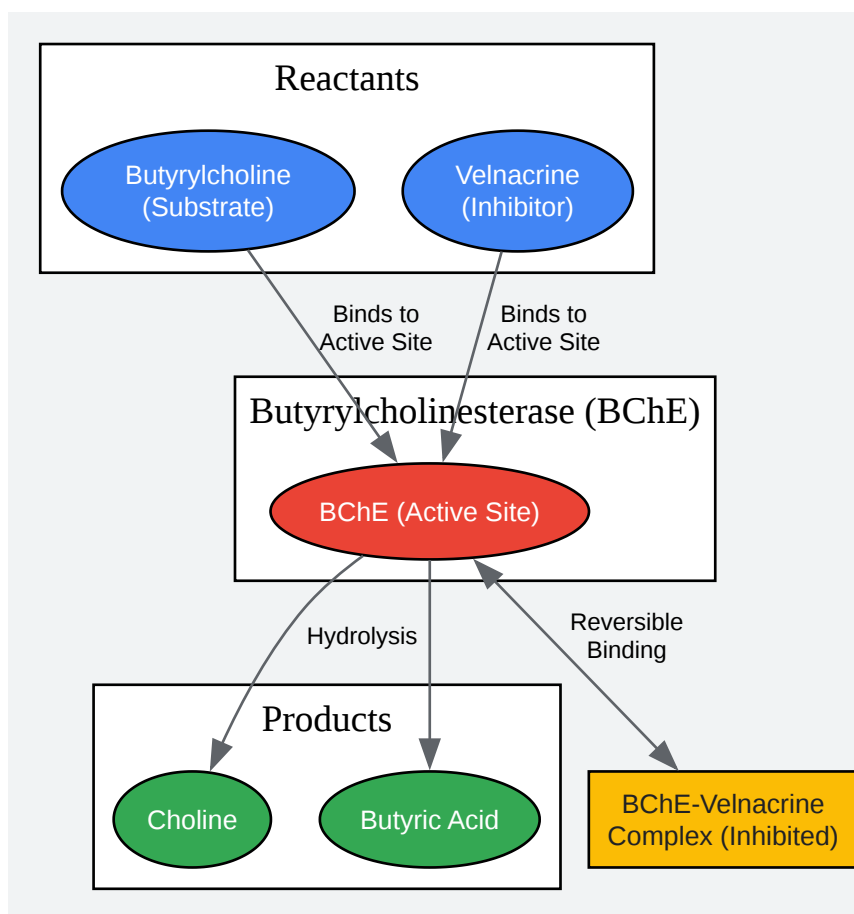 Reactants
Butyrylcholine
(Substrate)
Velnacrine
(Inhibitor)
Binds to
Active Site
Binds to
Active Site
Butyrylcholinesterase (BChE)
BChE (Active Site)
Hydrolysis
Reversible
Binding
Products
Choline
Butyric Acid
BChE-Velnacrine
Complex (Inhibited)